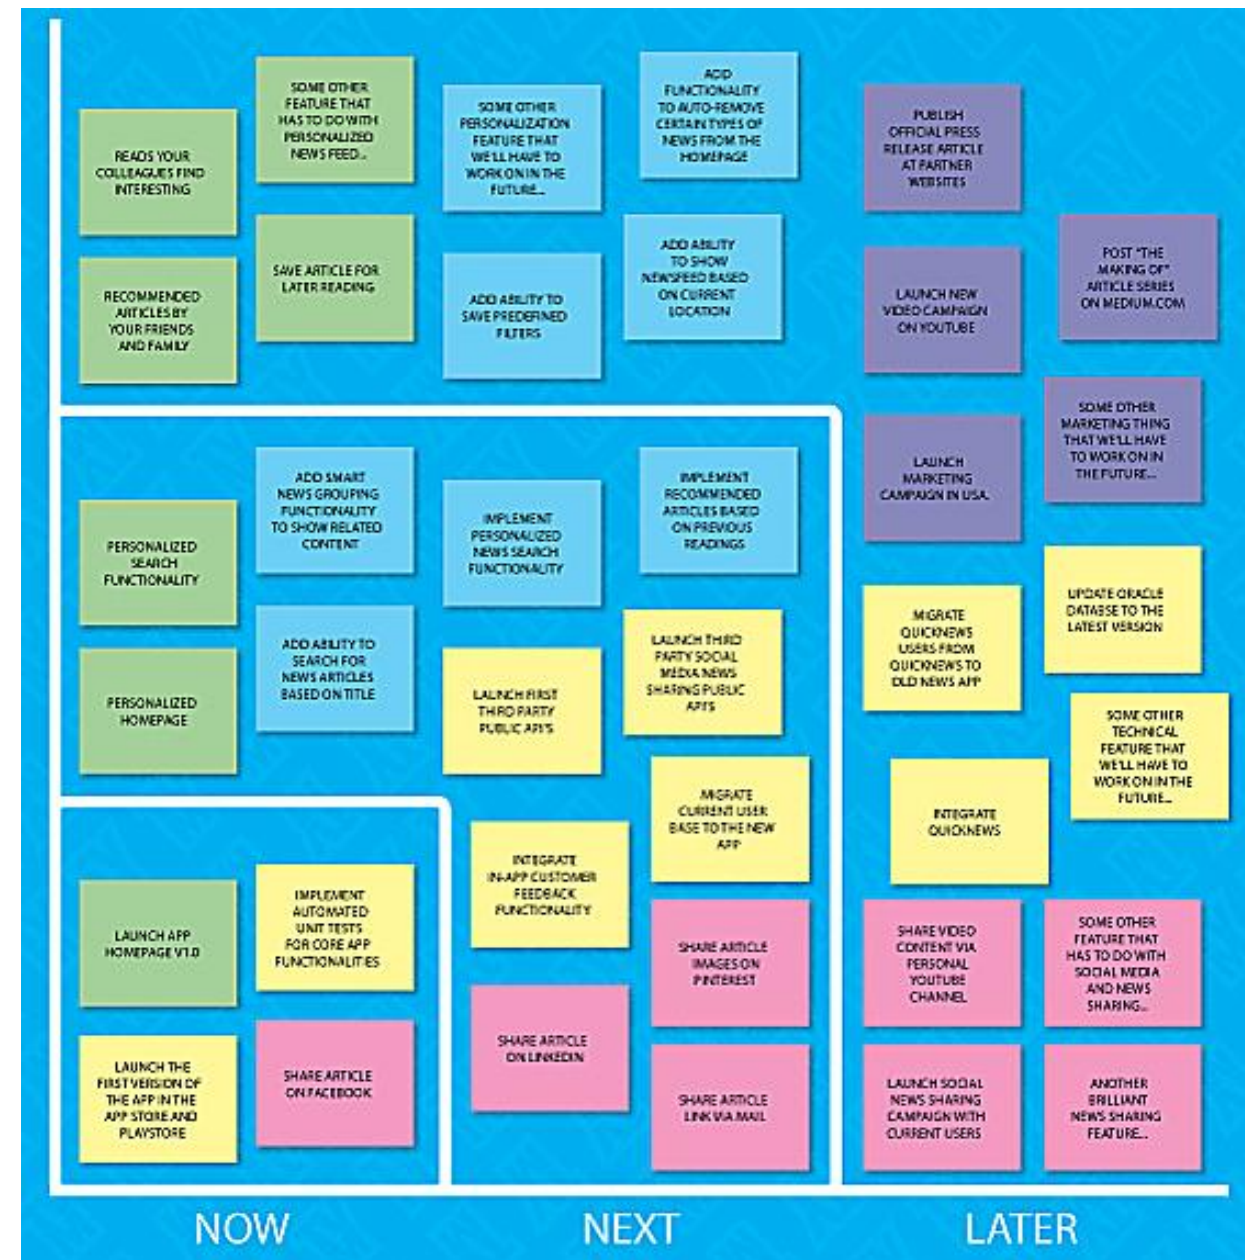 READS YOUR
COLLEAGUES FIND
INTERESTING
SOME OTHER
FEATURE THAT
HAS TO DO WITH
PERSONALIZED
NEWS FEED...
SOME OTHER
PERSONALIZATION
FEATURE THAT
WE'LL HAVE TO
WORK ON IN THE
FUTURE...
ADD
FUNCTIONALITY
TO AUTO-REMOVE
CERTAIN TYPES OF
NEWS FROM THE
HOMEPAGE
PUBLISH
OFFICIAL PRESS
RELEASE ARTICLE
AT PARTNER
WEBSITES
RECOMMENDED
ARTICLES BY
YOUR FRIENDS
AND FAMILY
SAVE ARTICLE FOR
LATER READING
ADD ABILITY TO
SAVE PREDEFINED
FILTERS
ADD ABILITY
TO SHOW
NEWSFEED BASED
ON CURRENT
LOCATION
LAUNCH NEW
VIDEO CAMPAIGN
ON YOUTUBE
POST "THE
MAKING OF"
ARTICLE SERIES
ON MEDIUM.COM
LAUNCH
MARKETING
CAMPAIGN IN USA.
SOME OTHER
MARKETING THING
THAT WE'LL HAVE
TO WORK ON IN
THE FUTURE...
PERSONALIZED
SEARCH
FUNCTIONALITY
ADD SMART
NEWS GROUPING
FUNCTIONALITY
TO SHOW RELATED
CONTENT
IMPLEMENT
PERSONALIZED
NEWS SEARCH
FUNCTIONALITY
IMPLEMENT
RECOMMENDED
ARTICLES BASED
ON PREVIOUS
READINGS
PERSONALIZED
HOMEPAGE
ADD ABILITY TO
SEARCH FOR
NEWS ARTICLES
BASED ON TITLE
LAUNCH FIRST
THIRD PARTY
PUBLIC API'S
LAUNCH THIRD
PARTY SOCIAL
MEDIA NEWS
SHARING PUBLIC
API'S
MIGRATE
QUICKNEWS
USERS FROM
QUICKNEWS TO
DLD NEWS APP
UPDATE ORACLE
DATABSE TO THE
LATEST VERSION
SOME OTHER
TECHNICAL
FEATURE THAT
WE'LL HAVE TO
WORK ON IN THE
FUTURE...
INTEGRATE
QUICKNEWS
LAUNCH APP
HOMEPAGE V1.0
IMPLEMENT
AUTOMATED
UNIT TESTS
FOR CORE APP
FUNCTIONALITIES
INTEGRATE
IN-APP CUSTOMER
FEEDBACK
FUNCTIONALITY
MIGRATE
CURRENT USER
BASE TO THE NEW
APP
LAUNCH THE
FIRST VERSION OF
THE APP IN THE
APP STORE AND
PLAYSTORE
SHARE ARTICLE
ON FACEBOOK
SHARE ARTICLE
ON LINKEDIN
SHARE ARTICLE
IMAGES ON
PINTEREST
SHARE ARTICLE
LINK VIA MAIL
SHARE VIDEO
CONTENT VIA
PERSONAL
YOUTUBE
CHANNEL
SOME OTHER
FEATURE THAT
HAS TO DO WITH
SOCIAL MEDIA
AND NEWS
SHARING...
LAUNCH SOCIAL
NEWS SHARING
CAMPAIGN WITH
CURRENT USERS
ANOTHER
BRILLIANT
NEWS SHARING
FEATURE...
NOW
NEXT
LATER